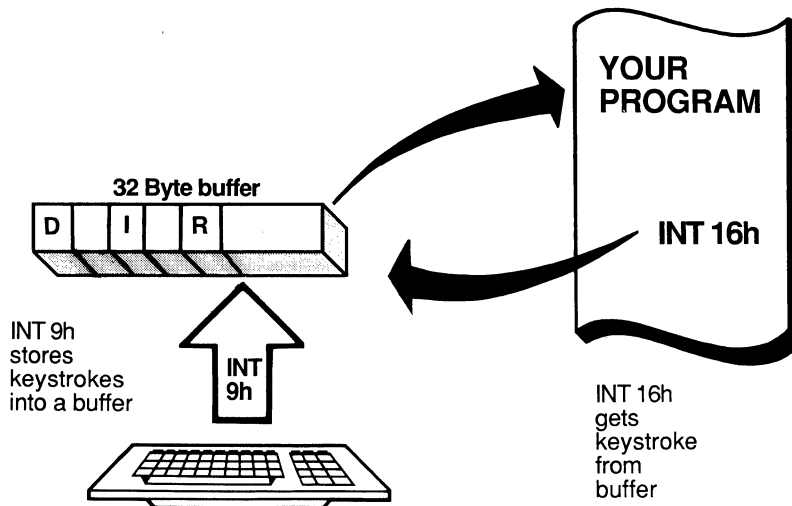 YOUR
PROGRAM
32 Byte buffer
D I R
INT 16h
INT 9h
stores
keystrokes
into a buffer
INT
9h
INT 16h
gets
keystroke
from
buffer